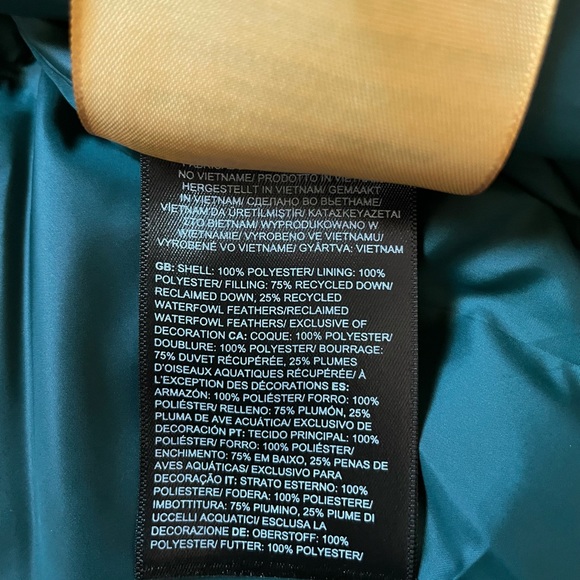 NO VIETNAME/ PRODOTTO IN VIETNAM/
HERGESTELLT IN VIETNAM/ GEMAAKT
IN VIETNAM/ СДЕЛАНО ВО ВЬЕТНАМЕ/
VIETNAM'DA ÜRETİLMIŞTİR/ ΚΑΤΑΣΚΕΥΑΖΕΤΑΙ
ΣΤΟ ΒΙΕΤΝΑΜ/ WYPRODUKOWANO W
WIETNAMIE/ VYROBENO VE VIETNAMU/
VYROBENÉ VO VIETNAME/ GYÁRTVA: VIETNAM
GB: SHELL: 100% POLYESTER/ LINING: 100%
POLYESTER/ FILLING: 75% RECYCLED DOWN/
RECLAIMED DOWN, 25% RECYCLED
WATERFOWL FEATHERS/RECLAIMED
WATERFOWL FEATHERS/ EXCLUSIVE OF
DECORATION CA: COQUE: 100% POLYESTER/
DOUBLURE: 100% POLYESTER/ BOURRAGE:
75% DUVET RÉCUPÉRÉE, 25% PLUMES
D'OISEAUX AQUATIQUES RÉCUPÉRÉE/ À
L'EXCEPTION DES DÉCORATIONS ES:
ARMAZÓN: 100% POLIÉSTER/ FORRO: 100%
POLIÉSTER/ RELLENO: 75% PLUMÓN, 25%
PLUMA DE AVE ACUÁTICA/ EXCLUSIVO DE
DECORACIÓN PT: TECIDO PRINCIPAL: 100%
POLIÉSTER/ FORRO: 100% POLIÉSTER/
ENCHIMENTO: 75% EM BAIXO, 25% PENAS DE
AVES AQUÁTICAS/ EXCLUSIVO PARA
DECORAÇÃO IT: STRATO ESTERNO: 100%
POLIESTERE/ FODERA: 100% POLIESTERE/
IMBOTTITURA: 75% PIUMINO, 25% PIUME DI
UCCELLI ACQUATICI/ ESCLUSA LA
DECORAZIONE DE: OBERSTOFF: 100%
POLYESTER/ FUTTER: 100% POLYESTER/